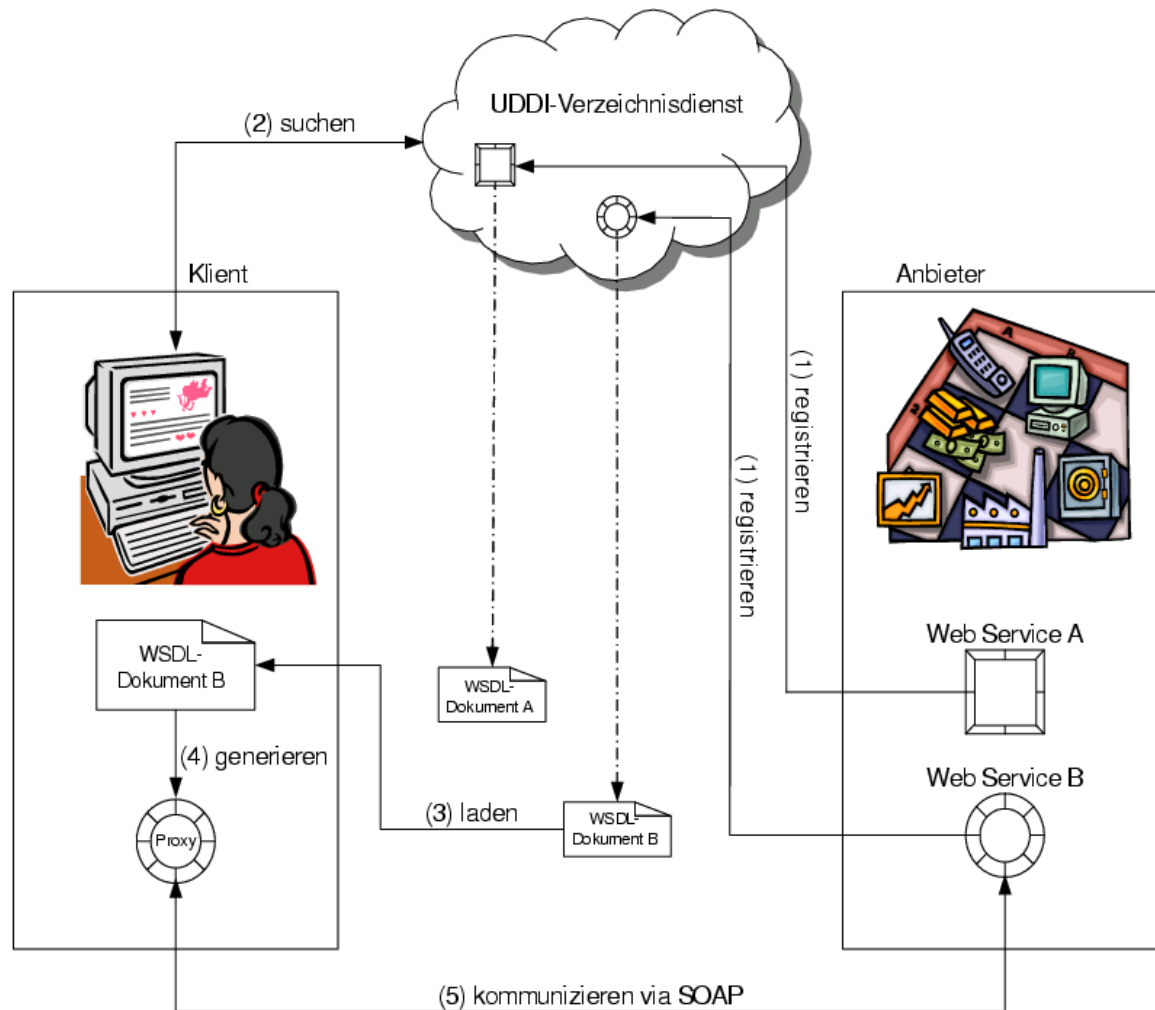 UDDI-Verzeichnisdienst
(2) suchen
Klient
Anbieter
(1) registrieren
(1) registrieren
A
B
2
Web Service A
WSDL-
Dokument B
WSDL-
Dokument A
(4) generieren
Web Service B
(3) laden
WSDL-
Dokument B
Proxy
(5) kommunizieren via SOAP